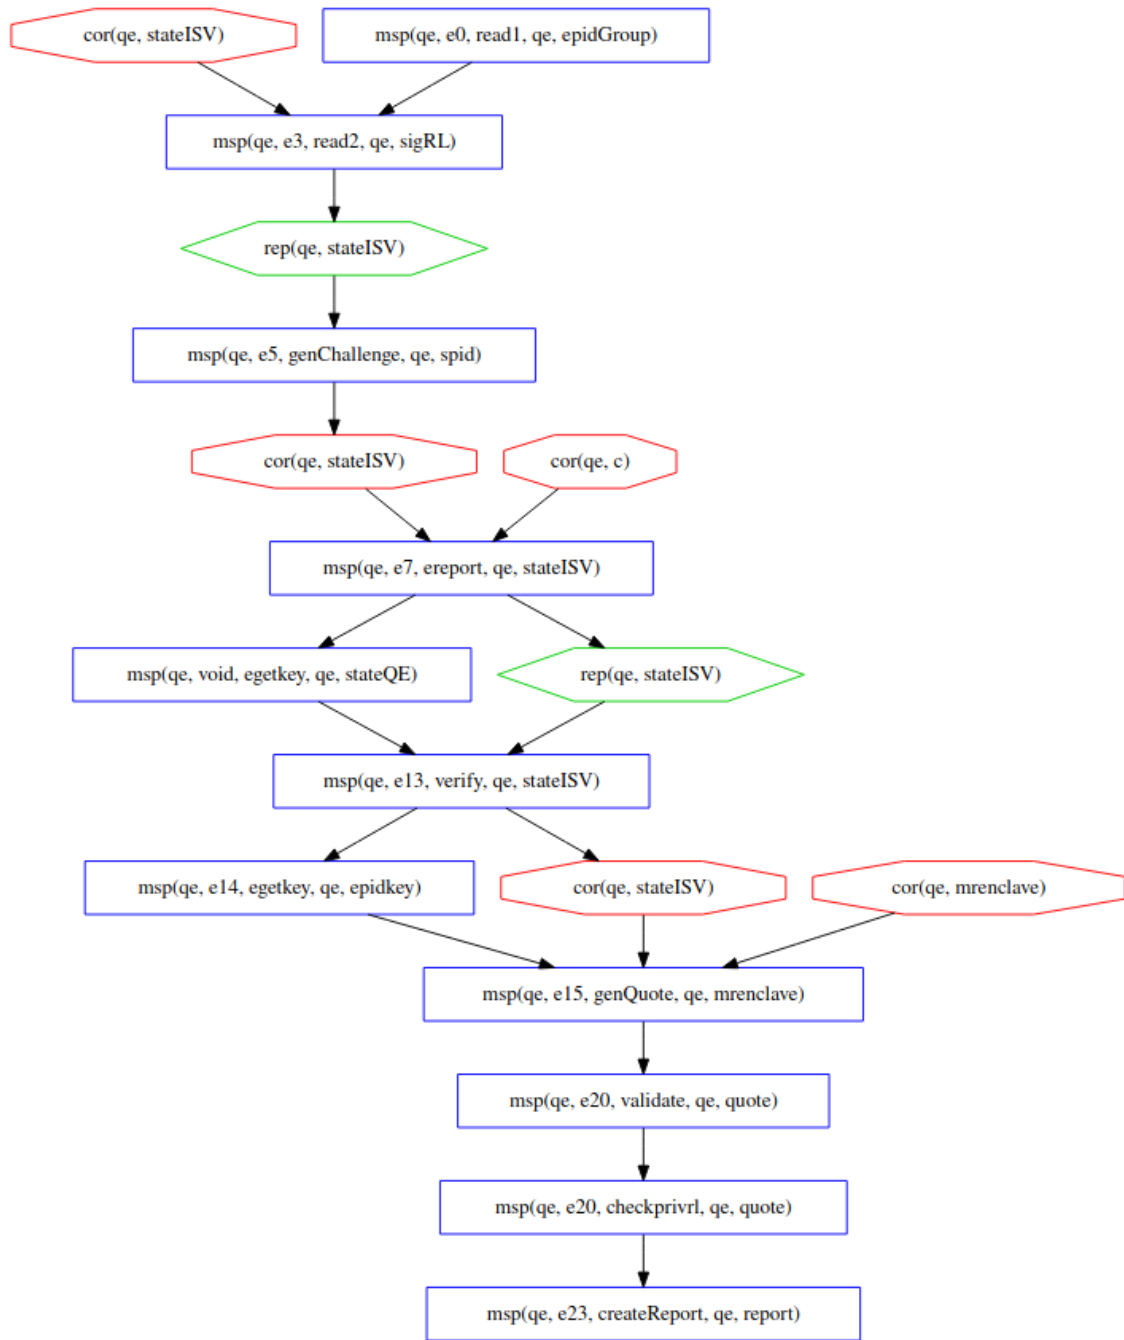 cor(qe, stateISV)
msp(qe, e0, read1, qe, epidGroup)
msp(qe, e3, read2, qe, sigRL)
rep(qe, stateISV)
msp(qe, e5, genChallenge, qe, spid)
cor(qe, stateISV)
cor(qe, c)
msp(qe, e7, ereport, qe, stateISV)
msp(qe, void, egetkey, qe, stateQE)
rep(qe, stateISV)
msp(qe, e13, verify, qe, stateISV)
msp(qe, e14, egetkey, qe, epidkey)
cor(qe, stateISV)
cor(qe, mrenclave)
msp(qe, e15, genQuote, qe, mrenclave)
msp(qe, e20, validate, qe, quote)
msp(qe, e20, checkprivrl, qe, quote)
msp(qe, e23, createReport, qe, report)